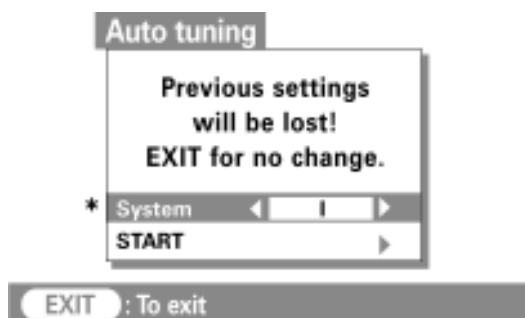 Auto tuning
Previous settings
will be lost!
EXIT for no change.
* System I
START
EXIT : To exit